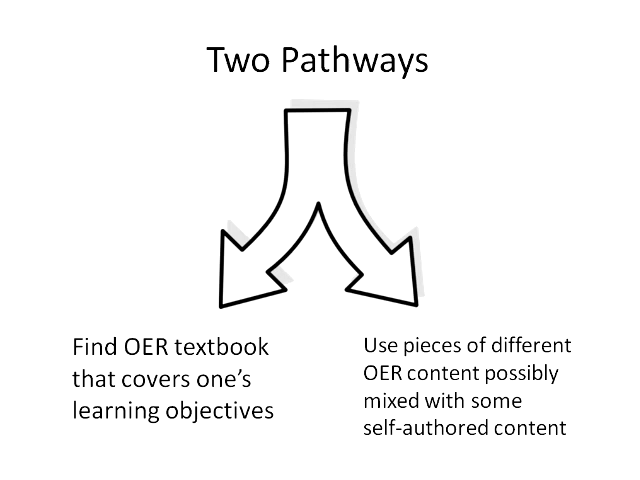 Two Pathways
Find OER textbook
that covers one’s
learning objectives
Use pieces of different
OER content possibly
mixed with some
self-authored content